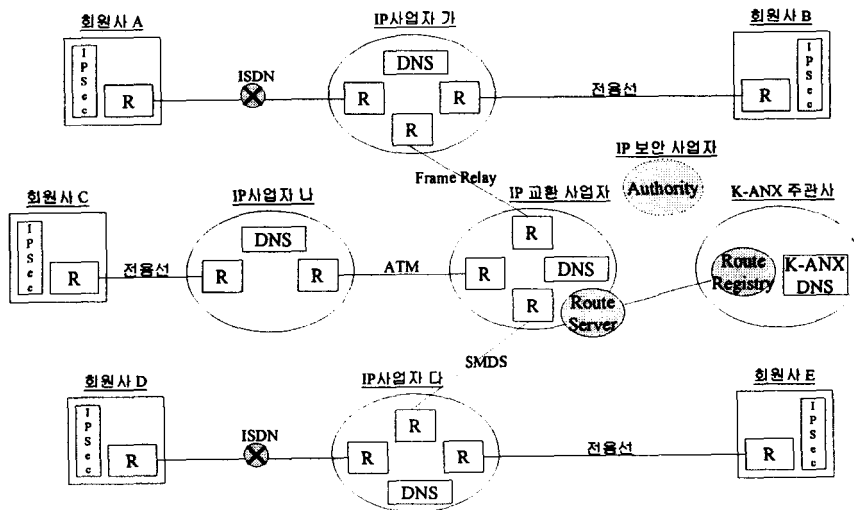 회원사 A
IPSec
R
ISDN
IP사업자 가
DNS
R
R
R
전용선
회원사 B
R
IPSec
Frame Relay
IP 보안 사업자
Authority
회원사 C
IPSec
R
전용선
IP사업자 나
DNS
R
R
ATM
IP 교환 사업자
R
R
DNS
R
Route
Server
K-ANX 주관사
Route
Registry
K-ANX
DNS
SMDS
회원사 D
IPSec
R
ISDN
IP사업자 다
R
R
R
DNS
전용선
회원사 E
R
IPSec